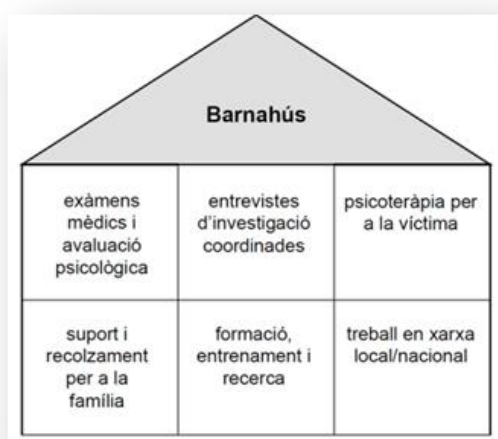 Barnahús
exàmens
mèdics i
avaluació
psicològica
entrevistes
d'investigació
coordinades
psicoteràpia per
a la víctima
suport i
recolzament
per a la
família
formació,
entrenament i
recerca
treball en xarxa
local/nacional